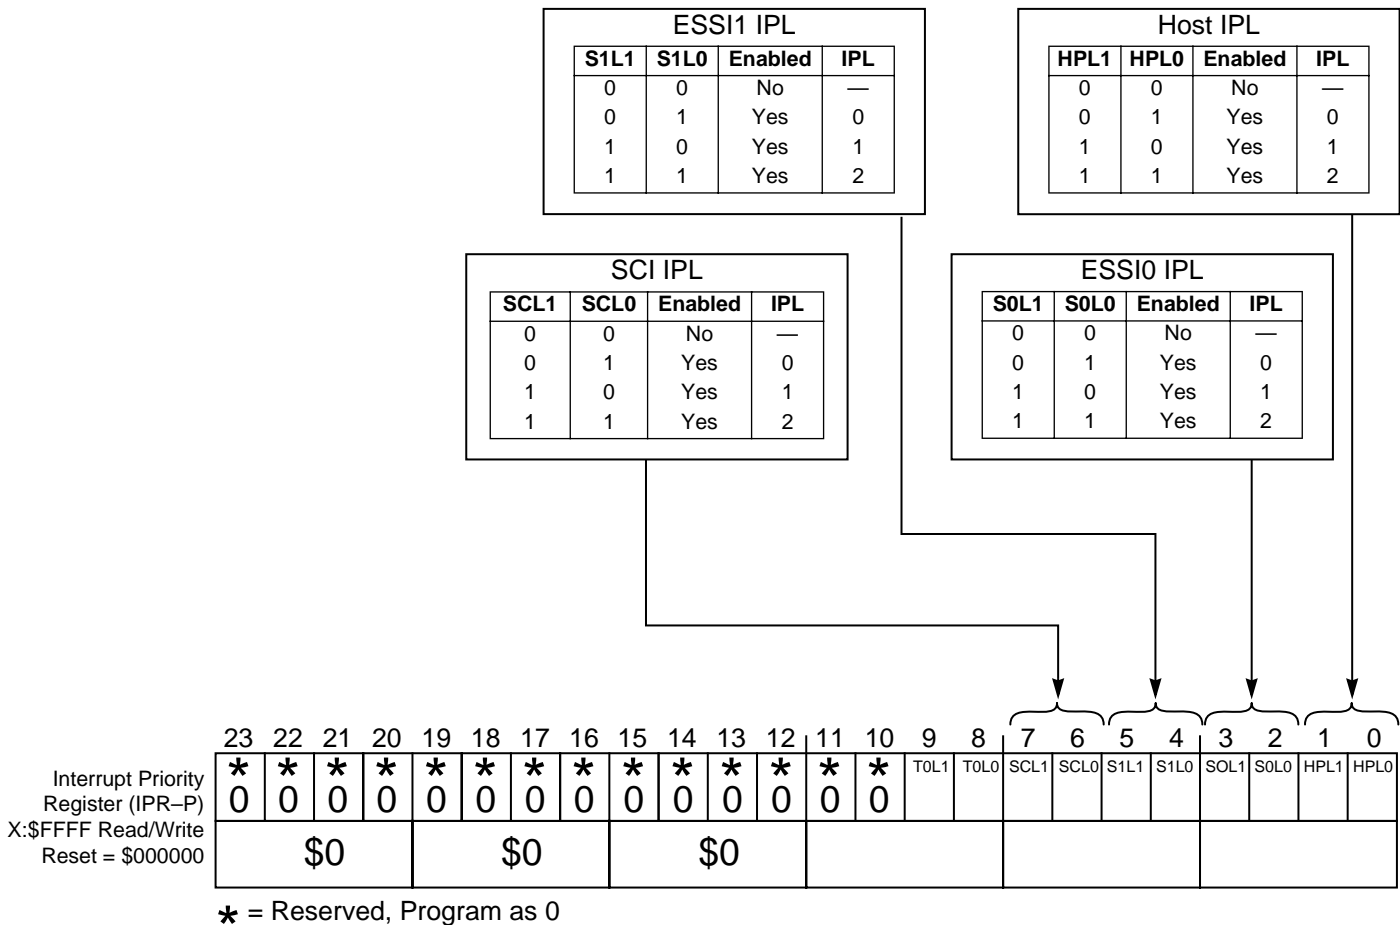 ESSI1 IPL
S1L1 S1L0 Enabled IPL
0 0 No —
0 1 Yes 0
1 0 Yes 1
1 1 Yes 2
Host IPL
HPL1 HPL0 Enabled IPL
0 0 No —
0 1 Yes 0
1 0 Yes 1
1 1 Yes 2
SCI IPL
SCL1 SCL0 Enabled IPL
0 0 No —
0 1 Yes 0
1 0 Yes 1
1 1 Yes 2
ESSI0 IPL
S0L1 S0L0 Enabled IPL
0 0 No —
0 1 Yes 0
1 0 Yes 1
1 1 Yes 2
23 22 21 20 19 18 17 16 15 14 13 12 11 10 9 8 7 6 5 4 3 2 1 0
* * * * * * * * * * * * * * T0L1 T0L0 SCL1 SCL0 S1L1 S1L0 SOL1 S0L0 HPL1 HPL0
0 0 0 0 0 0 0 0 0 0 0 0 0 0
Interrupt Priority
Register (IPR–P)
X:$FFFF Read/Write
Reset = $000000
$0 $0 $0
* = Reserved, Program as 0